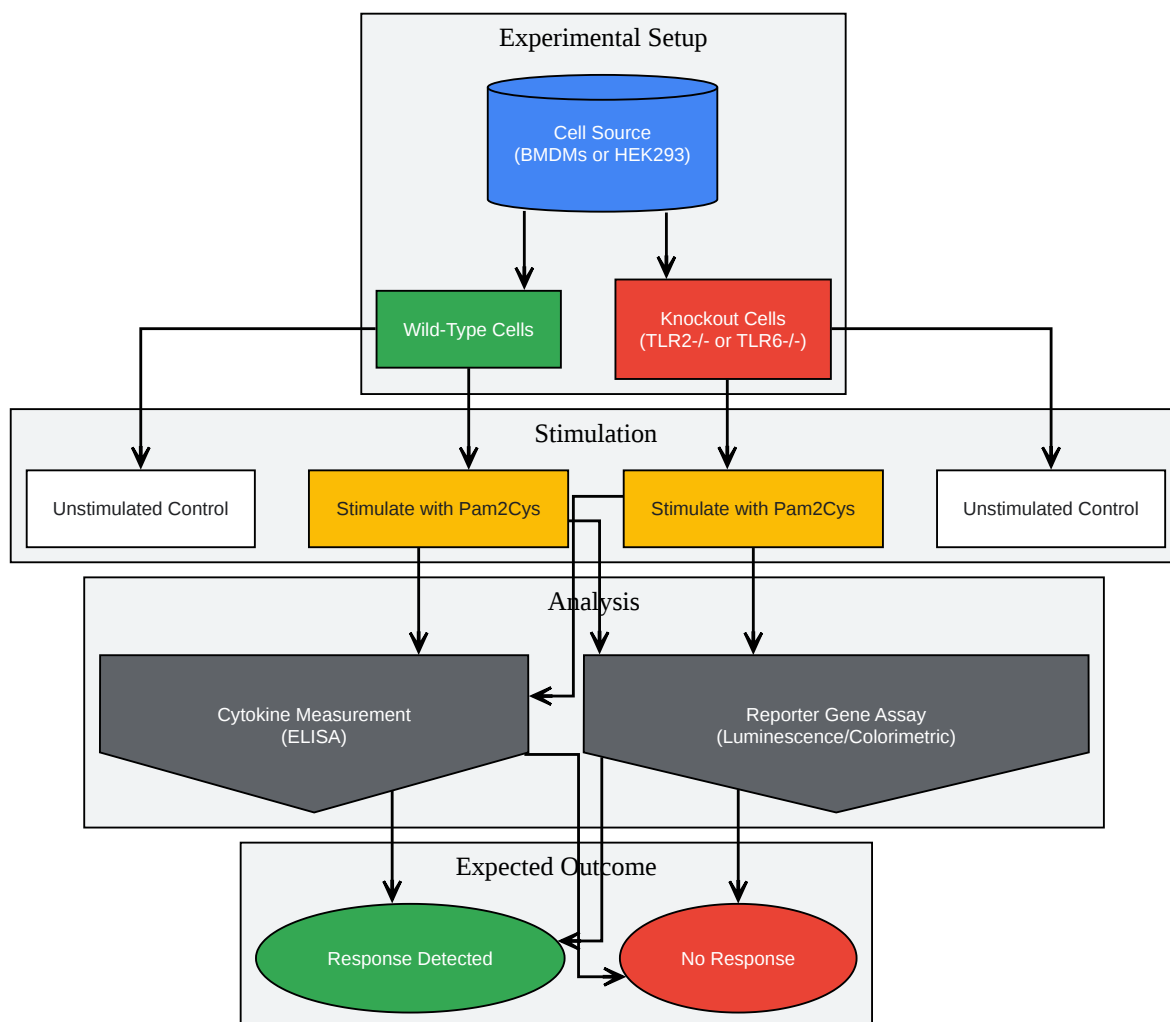 Experimental Setup
Cell Source
(BMDMs or HEK293)
Wild-Type Cells
Knockout Cells
(TLR2-/- or TLR6-/-)
Stimulation
Unstimulated Control
Stimulate with Pam2Cys
Stimulate with Pam2Cys
Unstimulated Control
Analysis
Cytokine Measurement
(ELISA)
Reporter Gene Assay
(Luminescence/Colorimetric)
Expected Outcome
Response Detected
No Response